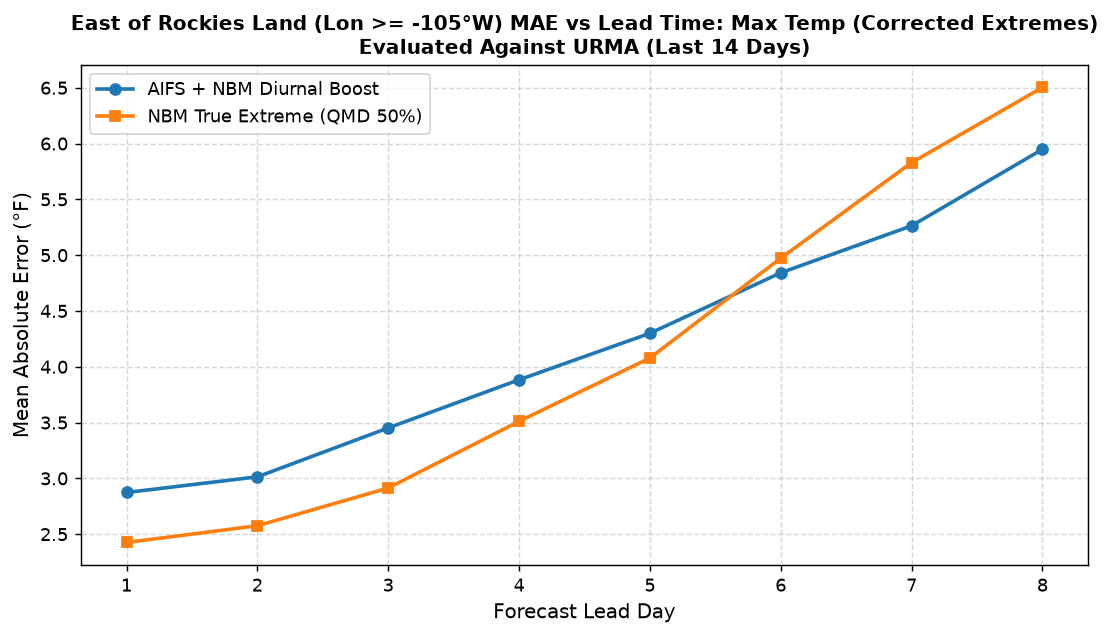 East of Rockies Land (Lon >= -105°W) MAE vs Lead Time: Max Temp (Corrected Extremes)
Evaluated Against URMA (Last 14 Days)
AIFS + NBM Diurnal Boost
NBM True Extreme (QMD 50%)
Mean Absolute Error (°F)
6.5
6.0
5.5
5.0
4.5
4.0
3.5
3.0
2.5
1 2 3 4 5 6 7 8
Forecast Lead Day